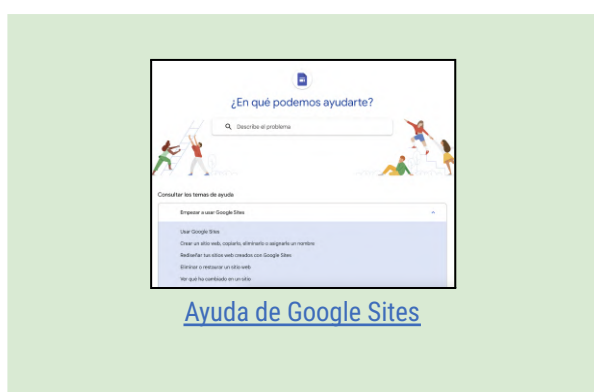 ¿En qué podemos ayudarte?
Describe el problema
Consultar los temas de ayuda
Empezar a usar Google Sites
Usar Google Sites
Crear un sitio web, copiarlo, eliminarlo o asignarle un nombre
Rediseñar tus sitios web creados con Google Sites
Eliminar o restaurar un sitio web
Ver qué ha cambiado en un sitio
Ayuda de Google Sites